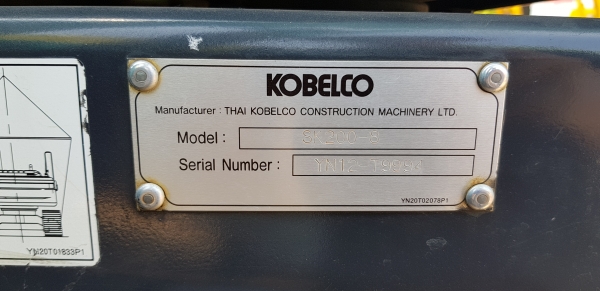 KOBELCO
Manufacturer : THAI KOBELCO CONSTRUCTION MACHINERY LTD.
Model :
Serial Number :
YN20T02078P1
YN20T01833P1